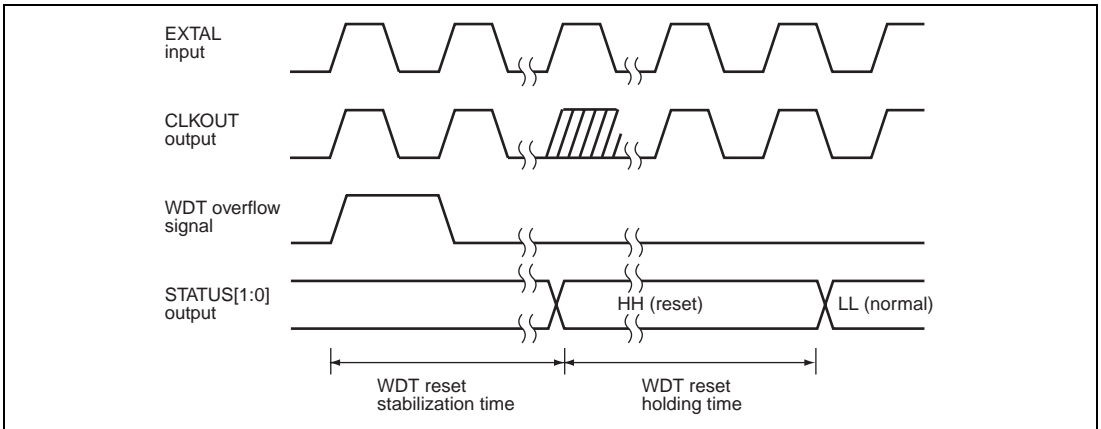 EXTAL
input
CLKOUT
output
WDT overflow
signal
STATUS[1:0]
output
HH (reset)
LL (normal)
WDT reset
stabilization time
WDT reset
holding time